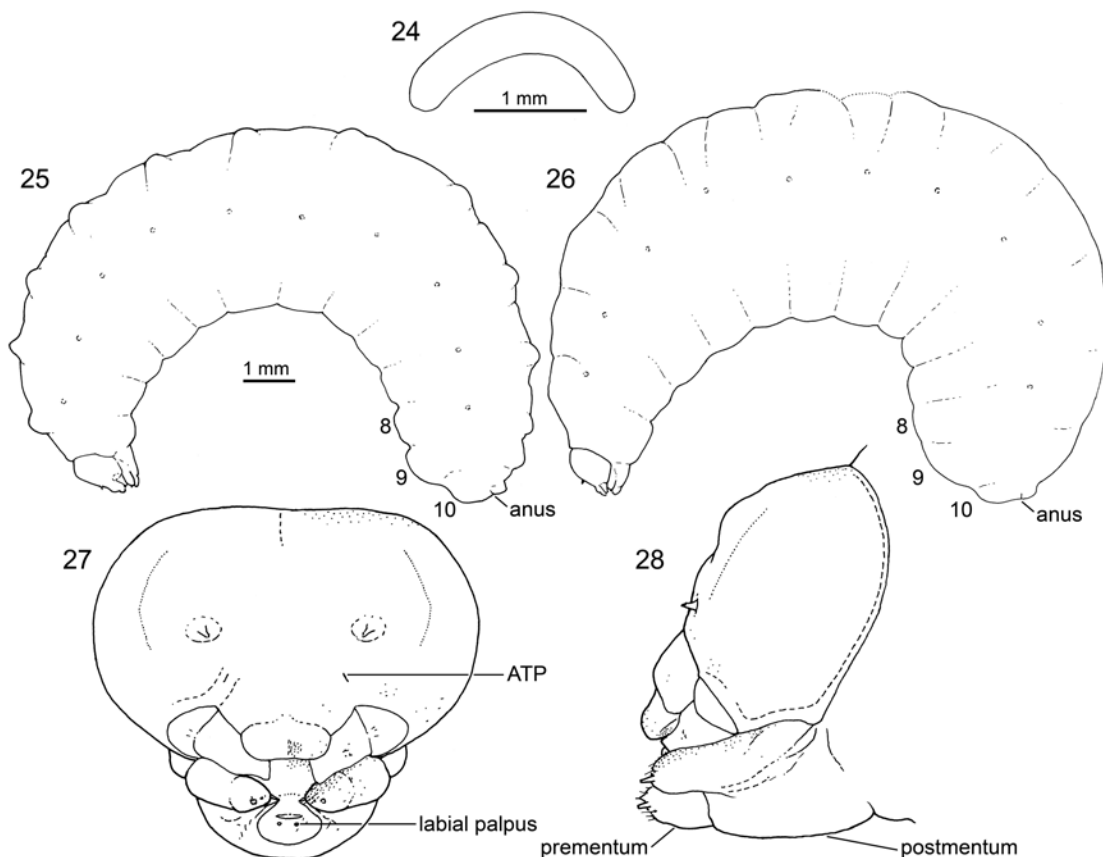 24
1 mm
25
26
1 mm
8
9
10
anus
8
9
10
anus
27
28
ATP
labial palpus
prementum
postmentum